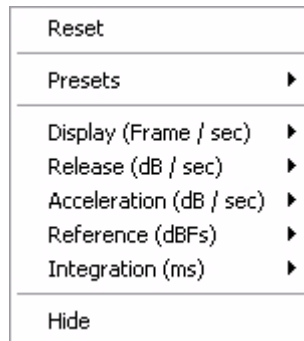 Reset
Presets
Display (Frame / sec)
Release (dB / sec)
Acceleration (dB / sec)
Reference (dBFs)
Integration (ms)
Hide